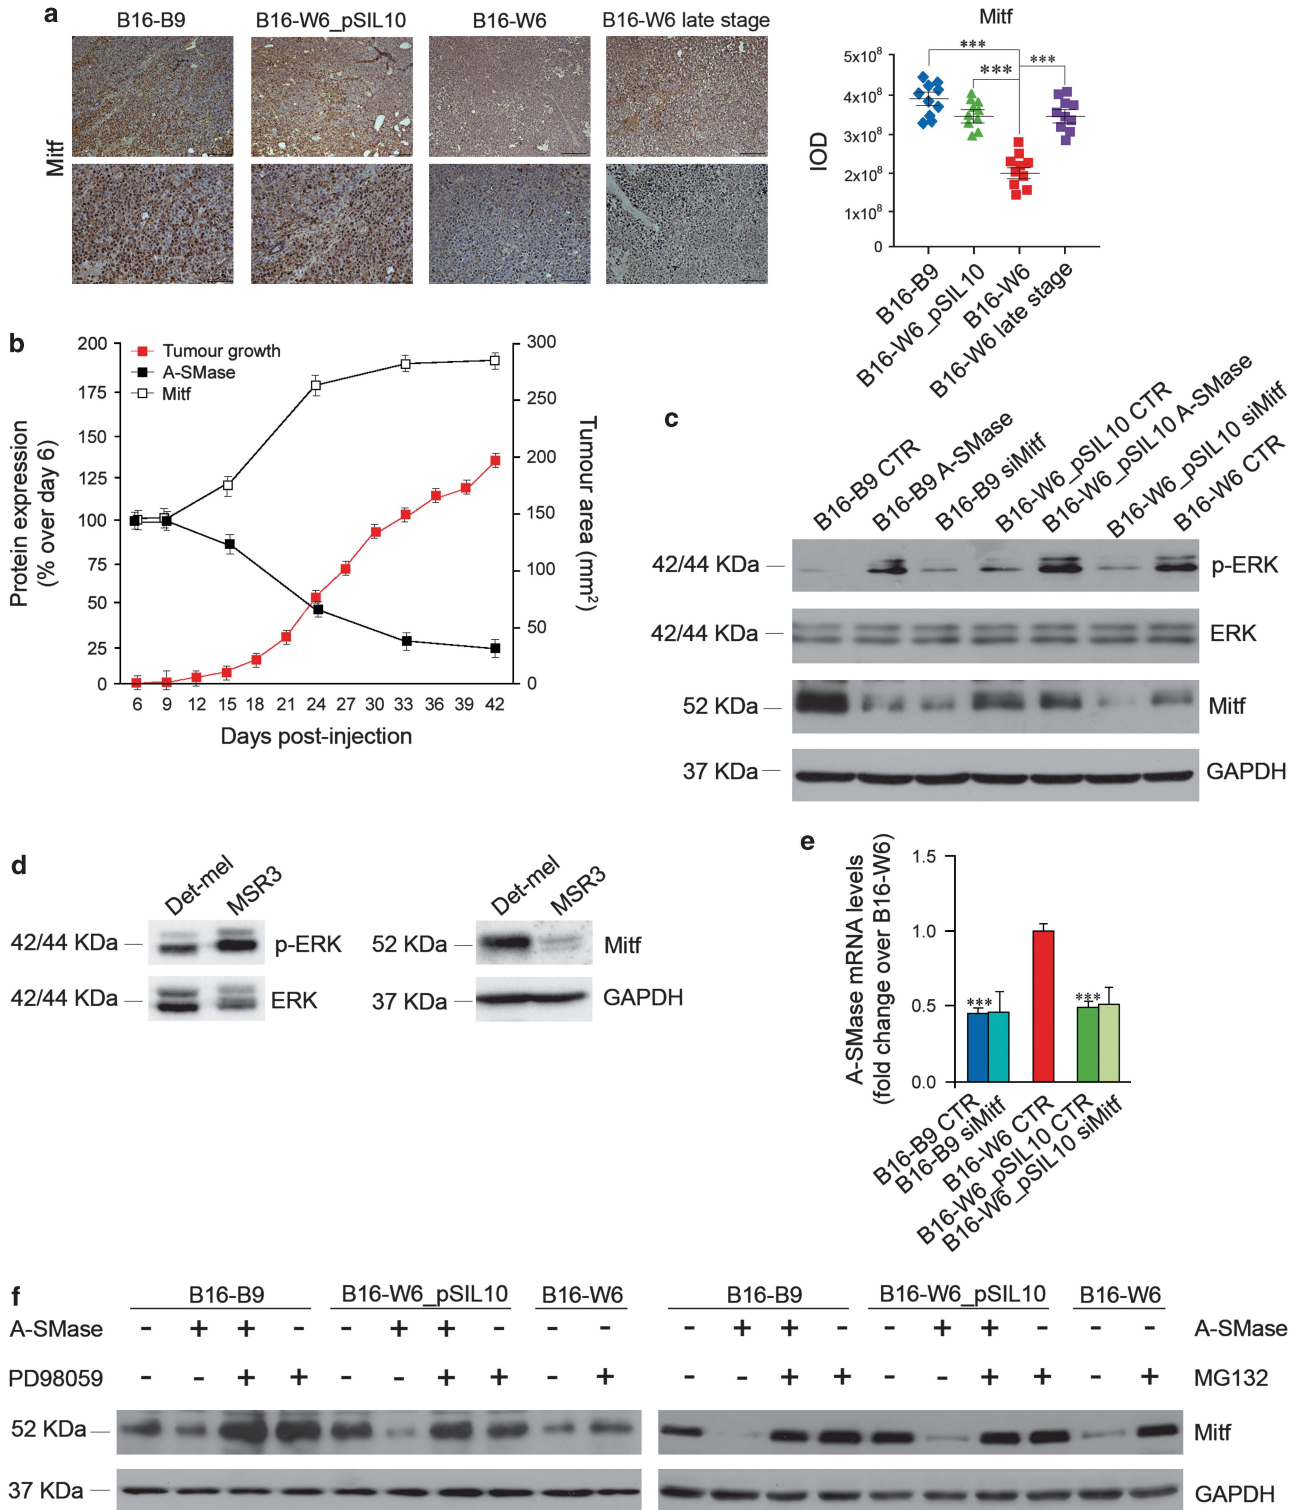 a
B16-B9
B16-W6_pSIL10
B16-W6
B16-W6 late stage
Mitf
Mitf
***
***
***
5x10⁸
4x10⁸
3x10⁸
2x10⁸
1x10⁸
0
IOD
B16-B9
B16-W6_pSIL10
B16-W6
B16-W6 late stage
b
Tumour growth
A-SMase
Mitf
200
175
150
125
100
75
50
25
0
Protein expression
(% over day 6)
300
250
200
150
100
50
0
Tumour area (mm²)
6 9 12 15 18 21 24 27 30 33 36 39 42
Days post-injection
c
B16-B9 CTR
B16-B9 A-SMase
B16-B9 siMitf
B16-W6_pSIL10 CTR
B16-W6_pSIL10 A-SMase
B16-W6_pSIL10 siMitf
B16-W6 CTR
42/44 KDa
p-ERK
42/44 KDa
ERK
52 KDa
Mitf
37 KDa
GAPDH
d
Det-mel
MSR3
42/44 KDa
p-ERK
42/44 KDa
ERK
Det-mel
MSR3
52 KDa
Mitf
37 KDa
GAPDH
e
A-SMase mRNA levels
(fold change over B16-W6)
1.5
1.0
0.5
0.0
***
***
B16-B9 CTR
B16-B9 siMitf
B16-W6 CTR
B16-W6_pSIL10 CTR
B16-W6_pSIL10 siMitf
f
B16-B9 B16-W6_pSIL10 B16-W6 B16-B9 B16-W6_pSIL10 B16-W6
A-SMase - + + - - + + - - - - + + - - + + - - - A-SMase
PD98059 - - + + - - + + - + - - + + - - + + - + MG132
52 KDa
Mitf
37 KDa
GAPDH